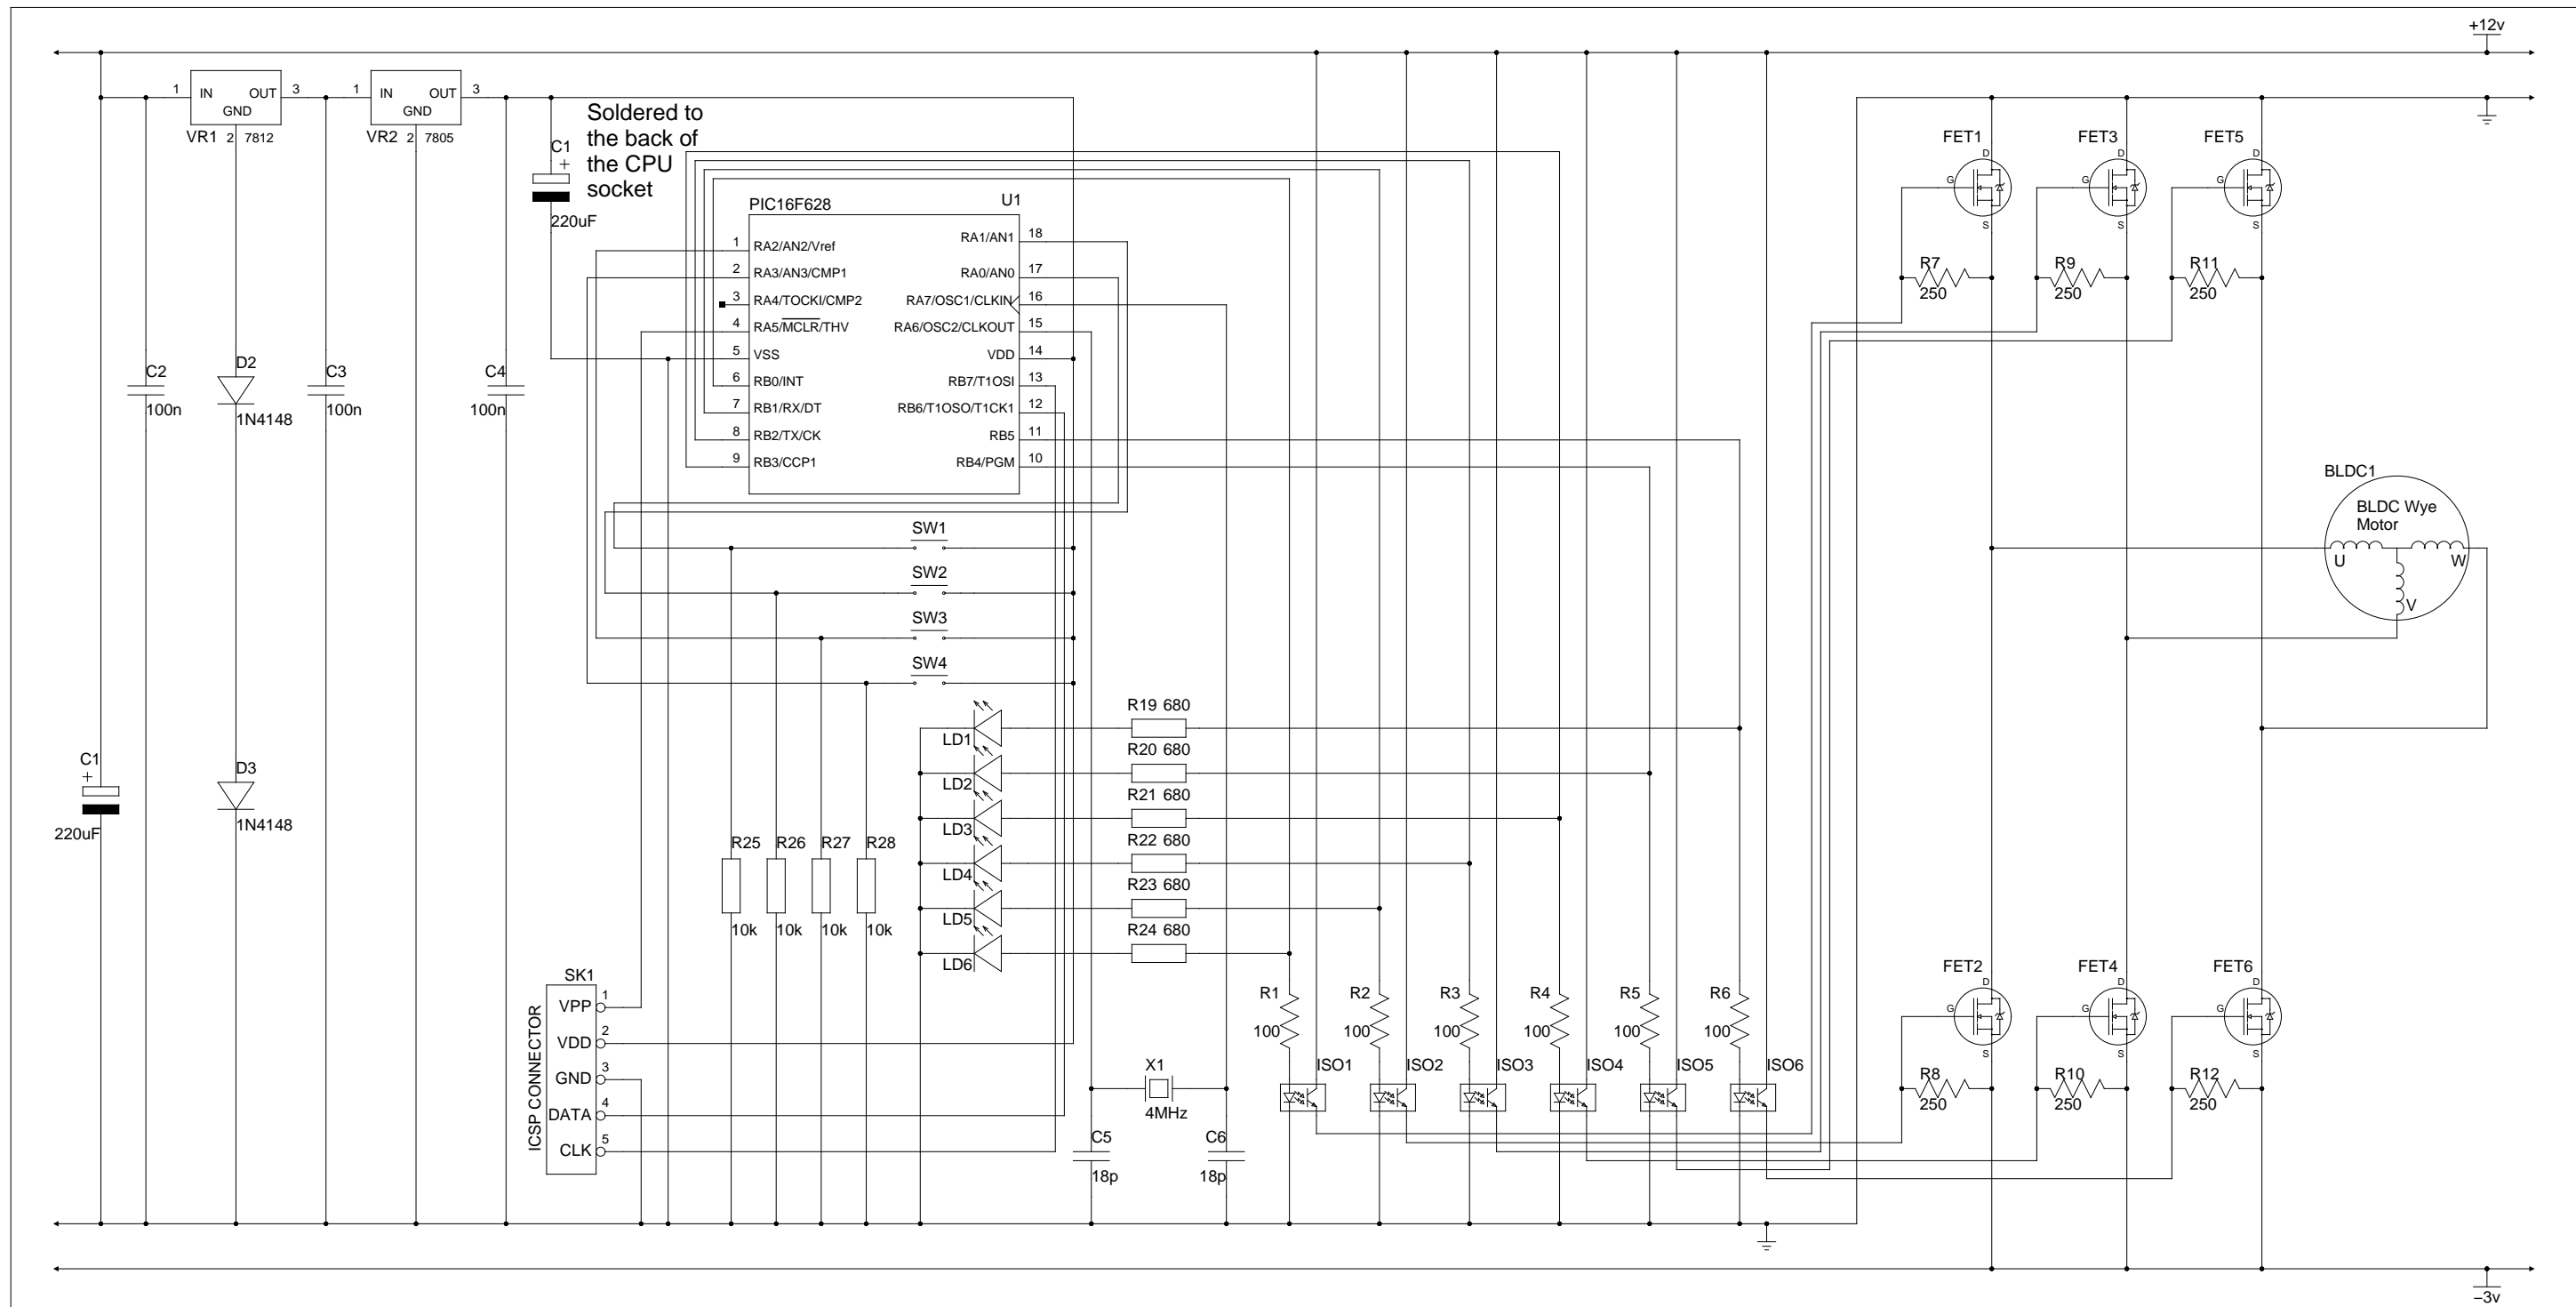 +12v
1 IN OUT 3
GND
VR1 2 7812
1 IN OUT 3
GND
VR2 2 7805
C1
+
220uF
Soldered to
the back of
the CPU
socket
PIC16F628 U1
1 RA2/AN2/Vref
2 RA3/AN3/CMP1
3 RA4/TOCKI/CMP2
4 RA5/MCLR/THV
5 VSS
6 RB0/INT
7 RB1/RX/DT
8 RB2/TX/CK
9 RB3/CCP1
RA1/AN1 18
RA0/AN0 17
RA7/OSC1/CLKIN 16
RA6/OSC2/CLKOUT 15
VDD 14
RB7/T1OSI 13
RB6/T1OSO/T1CK1 12
RB5 11
RB4/PGM 10
FET1
D
G
S
R7
250
FET3
D
G
S
R9
250
FET5
D
G
S
R11
250
C2
100n
D2
1N4148
C3
100n
C4
100n
SW1
SW2
SW3
SW4
BLDC1
BLDC Wye
Motor
U
W
V
C1
+
220uF
D3
1N4148
R19 680
LD1
R20 680
LD2
R21 680
LD3
R22 680
LD4
R23 680
LD5
R24 680
LD6
R25
10k
R26
10k
R27
10k
R28
10k
SK1
ICSP CONNECTOR
VPP 1
VDD 2
GND 3
DATA 4
CLK 5
X1
4MHz
C5
18p
C6
18p
R1
100
ISO1
R2
100
ISO2
R3
100
ISO3
R4
100
ISO4
R5
100
ISO5
R6
100
ISO6
FET2
D
G
S
R8
250
FET4
D
G
S
R10
250
FET6
D
G
S
R12
250
–3v